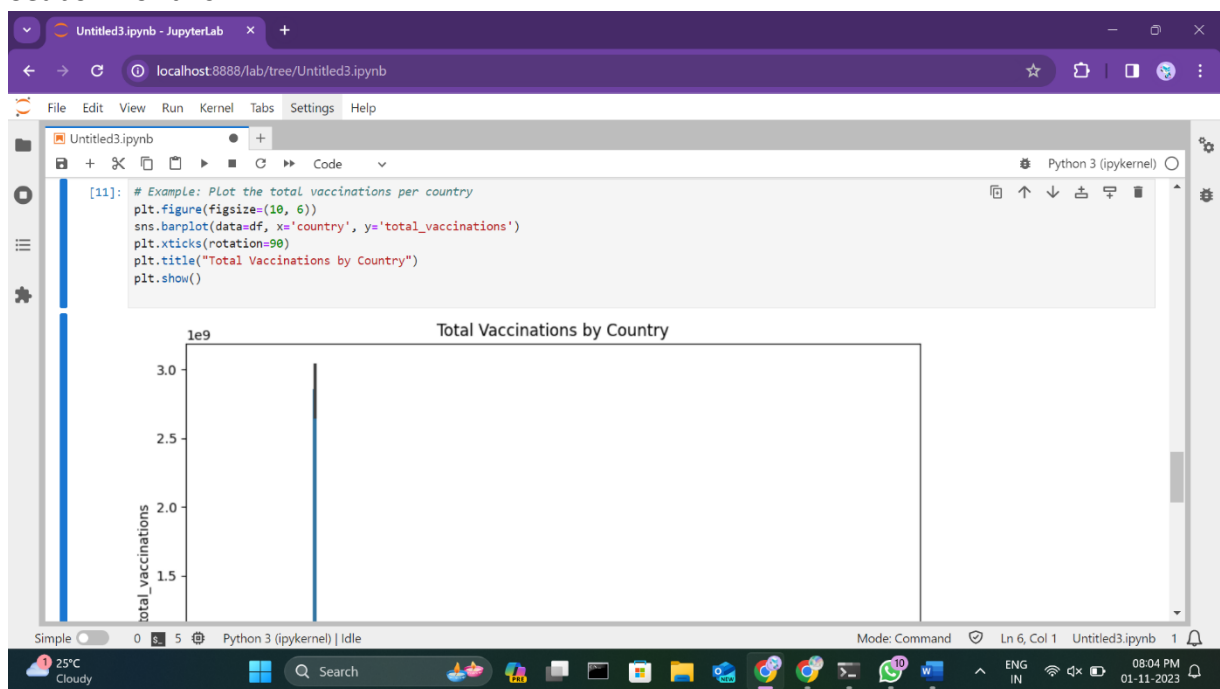 Untitled3.ipynb - JupyterLab
localhost:8888/lab/tree/Untitled3.ipynb
File Edit View Run Kernel Tabs Settings Help
Untitled3.ipynb
Code
Python 3 (ipykernel)
[11]: # Example: Plot the total vaccinations per country
plt.figure(figsize=(10, 6))
sns.barplot(data=df, x='country', y='total_vaccinations')
plt.xticks(rotation=90)
plt.title("Total Vaccinations by Country")
plt.show()
Total Vaccinations by Country
1e9
3.0
2.5
2.0
1.5
total_vaccinations
Simple 0 5 Python 3 (ipykernel) | Idle Mode: Command Ln 6, Col 1 Untitled3.ipynb 1
1 25°C
Cloudy
Search
PRE
NEW
10
ENG
IN
08:04 PM
01-11-2023